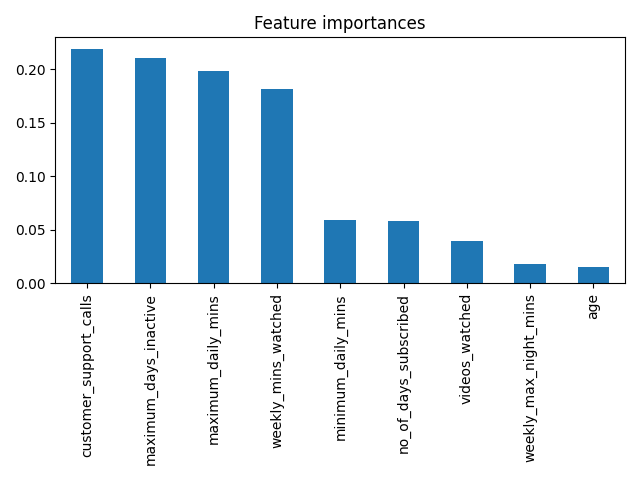 Feature importances
0.20
0.15
0.10
0.05
0.00
customer_support_calls
maximum_days_inactive
maximum_daily_mins
weekly_mins_watched
minimum_daily_mins
no_of_days_subscribed
videos_watched
weekly_max_night_mins
age